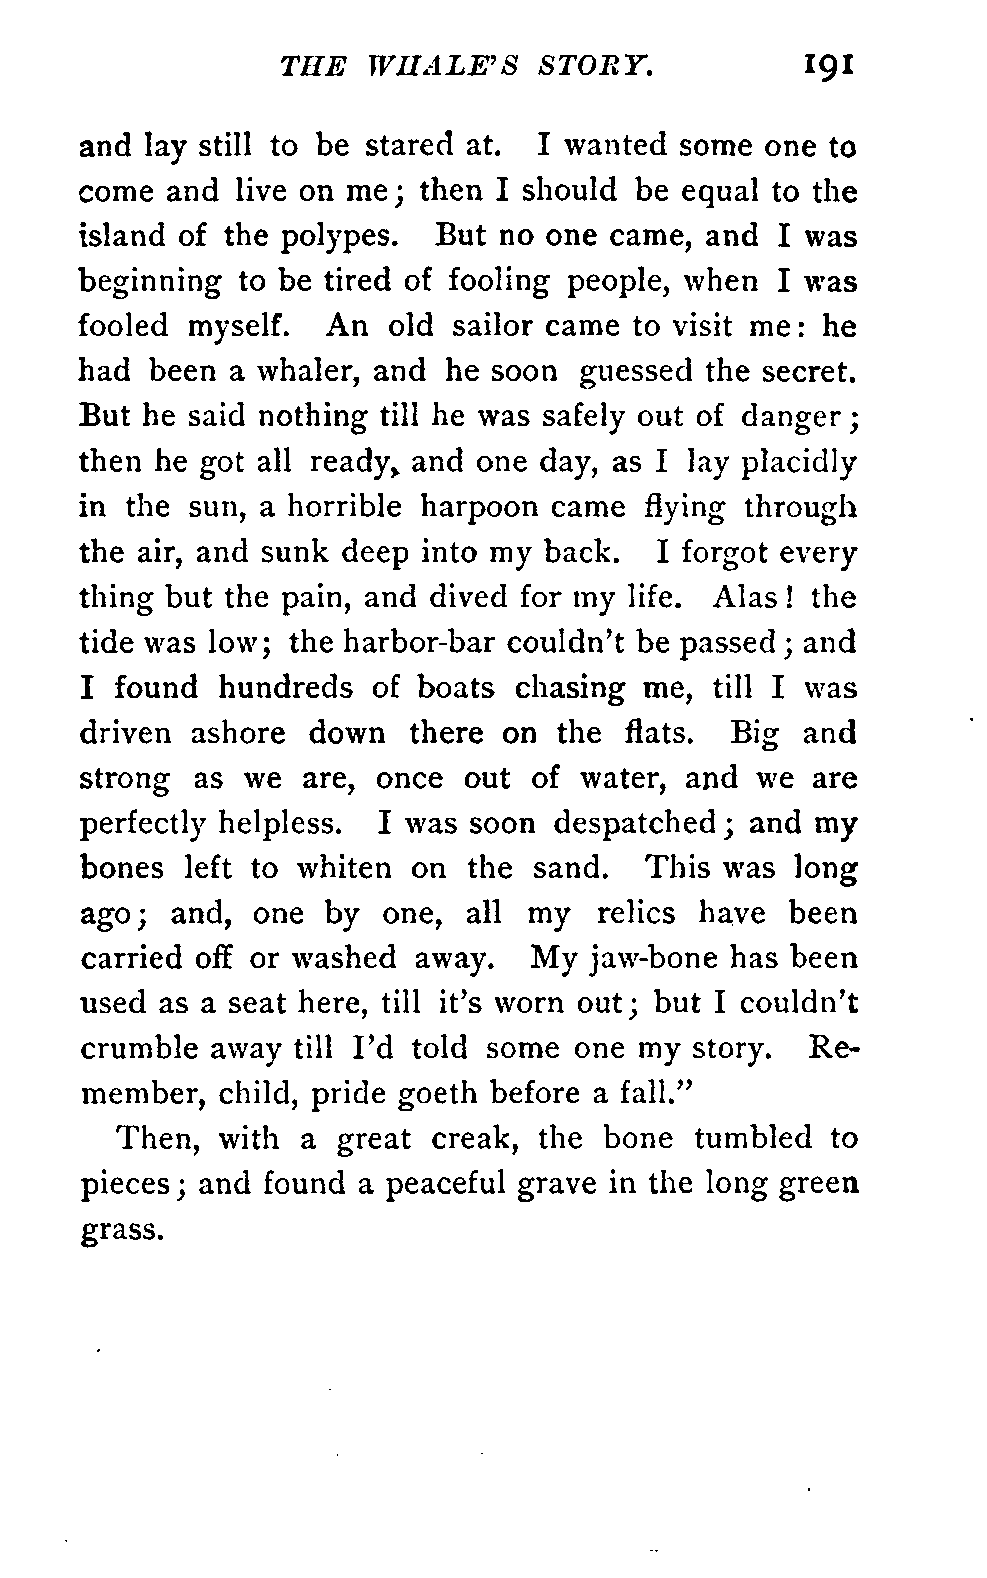 THE WHALE'S STORY. 191
and lay still to be stared at. I wanted some one to
come and live on me; then I should be equal to the
island of the polypes. But no one came, and I was
beginning to be tired of fooling people, when I was
fooled myself. An old sailor came to visit me: he
had been a whaler, and he soon guessed the secret.
But he said nothing till he was safely out of danger;
then he got all ready, and one day, as I lay placidly
in the sun, a horrible harpoon came flying through
the air, and sunk deep into my back. I forgot every
thing but the pain, and dived for my life. Alas! the
tide was low; the harbor-bar couldn't be passed; and
I found hundreds of boats chasing me, till I was
driven ashore down there on the flats. Big and
strong as we are, once out of water, and we are
perfectly helpless. I was soon despatched; and my
bones left to whiten on the sand. This was long
ago; and, one by one, all my relics have been
carried off or washed away. My jaw-bone has been
used as a seat here, till it's worn out; but I couldn't
crumble away till I'd told some one my story. Re-
member, child, pride goeth before a fall."
Then, with a great creak, the bone tumbled to
pieces; and found a peaceful grave in the long green
grass.